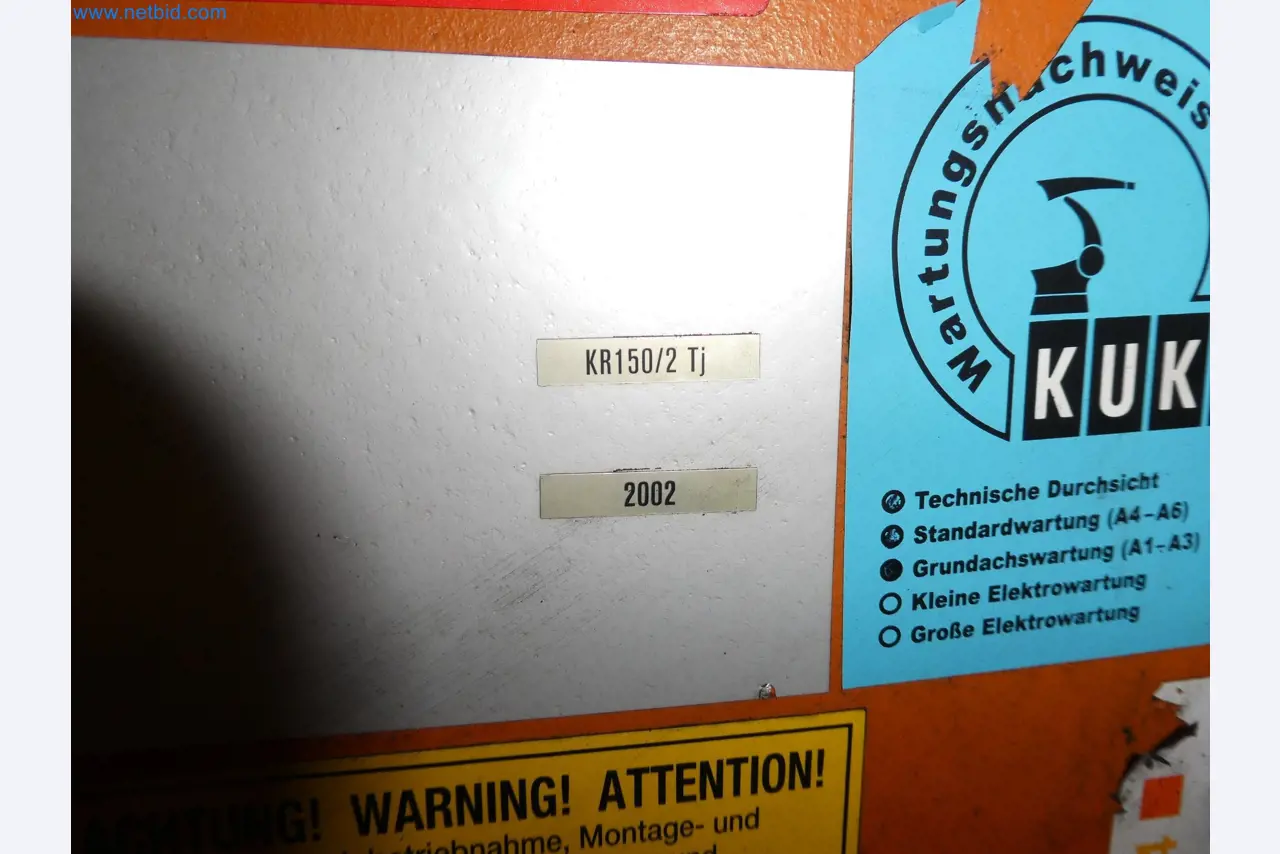 www.netbid.com
Wartungsnachweis
KR150/2 Tj
KUK
2002
Technische Durchsicht
Standardwartung (A4-A6)
Grundachswartung (A1-A3)
Kleine Elektrowartung
Große Elektrowartung
ACHTUNG! WARNING! ATTENTION!
Montage- und